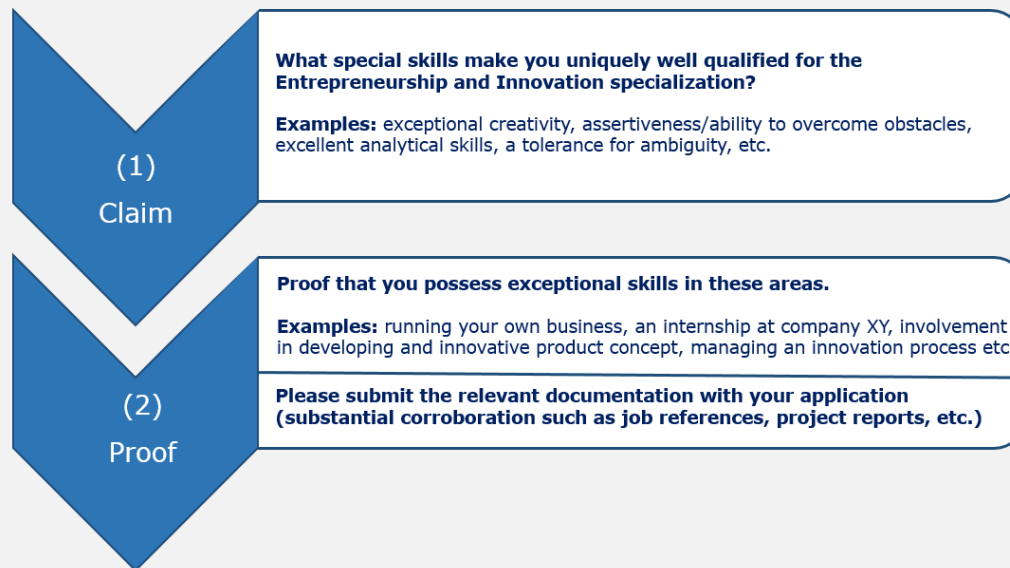 (1)
Claim
What special skills make you uniquely well qualified for the
Entrepreneurship and Innovation specialization?
Examples: exceptional creativity, assertiveness/ability to overcome obstacles,
excellent analytical skills, a tolerance for ambiguity, etc.
(2)
Proof
Proof that you possess exceptional skills in these areas.
Examples: running your own business, an internship at company XY, involvement
in developing and innovative product concept, managing an innovation process etc
Please submit the relevant documentation with your application
(substantial corroboration such as job references, project reports, etc.)